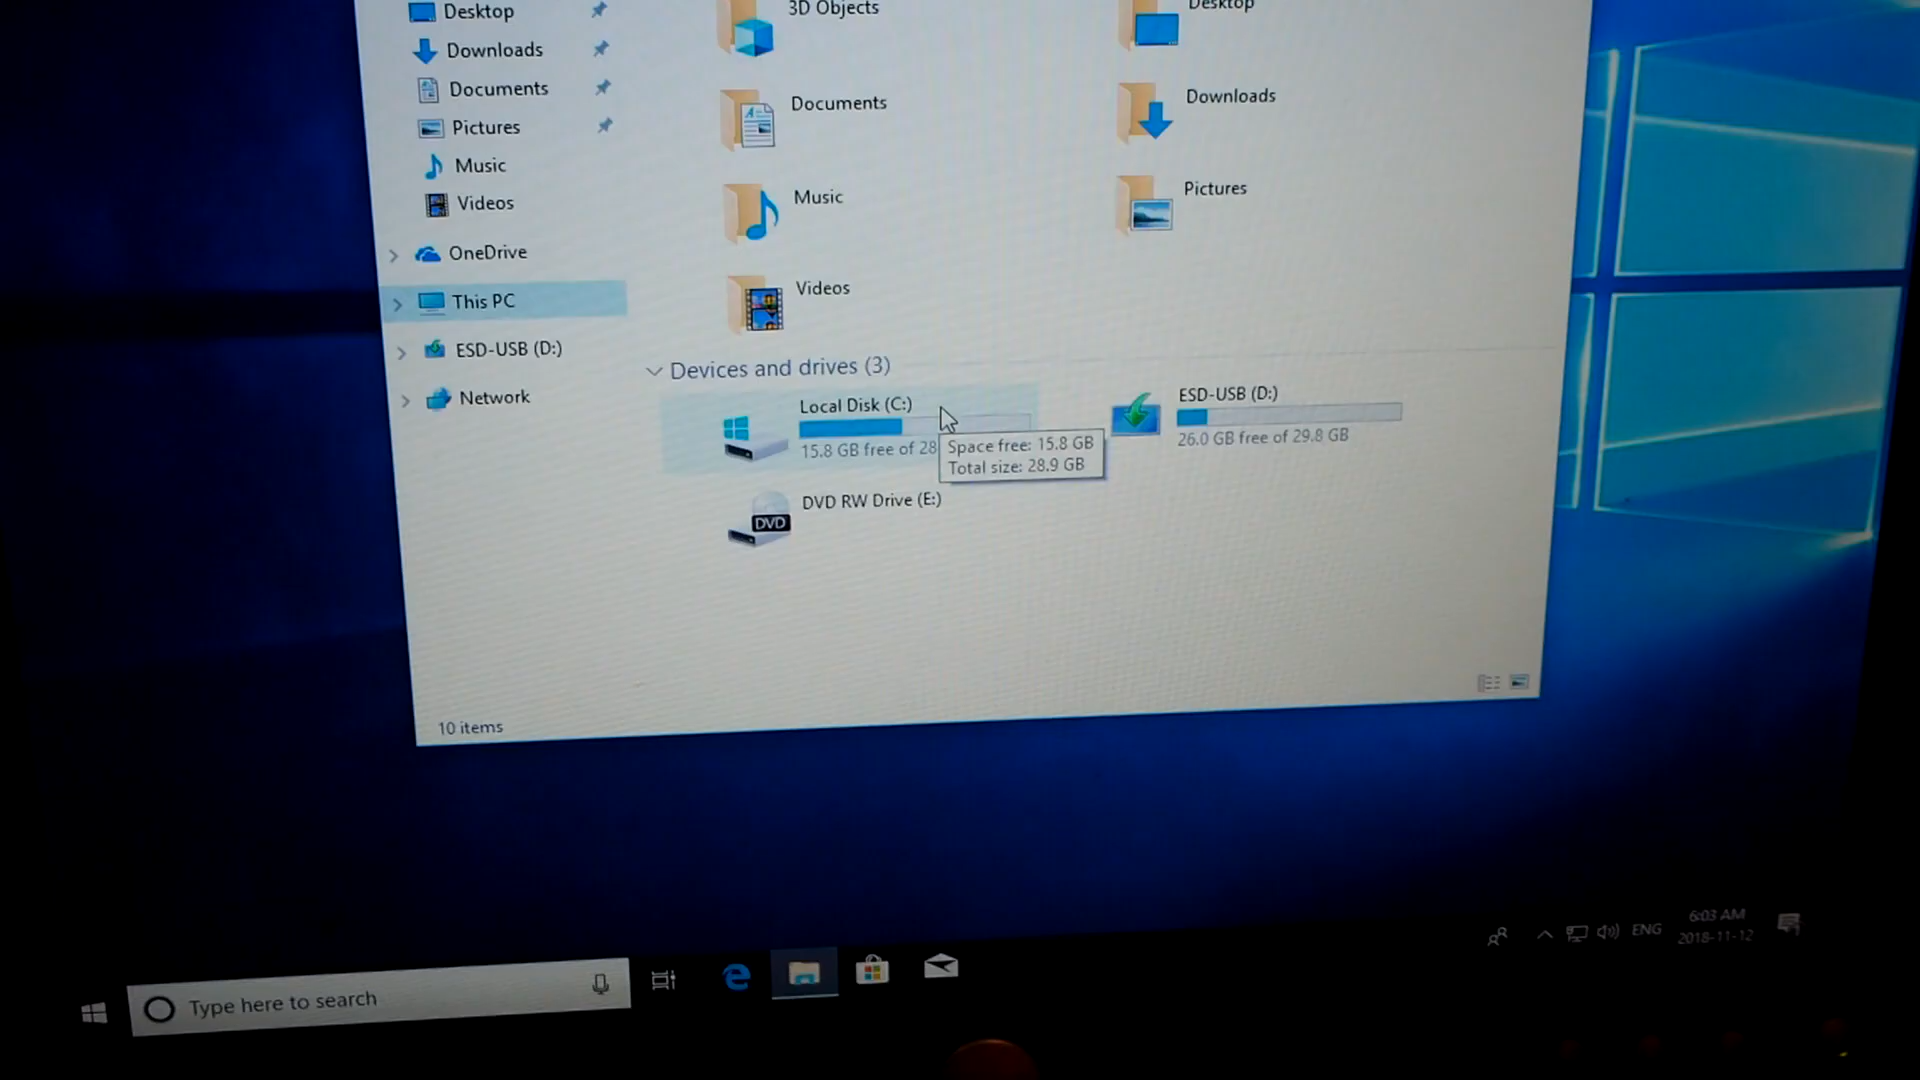 Desktop
Downloads
Documents
Pictures
Music
Videos
OneDrive
This PC
ESD-USB (D:)
Network
3D Objects
Desktop
Documents
Downloads
Music
Pictures
Videos
Devices and drives (3)
Local Disk (C:)
15.8 GB free of 28
Space free: 15.8 GB
Total size: 28.9 GB
ESD-USB (D:)
26.0 GB free of 29.8 GB
DVD RW Drive (E:)
DVD
10 items
Type here to search
ENG
6:03 AM
2018-11-12